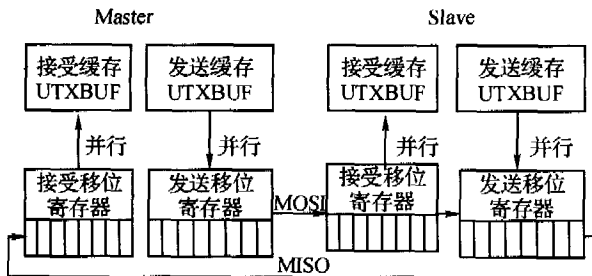 Master
Slave
接受缓存
UTXBUF
发送缓存
UTXBUF
接受缓存
UTXBUF
发送缓存
UTXBUF
并行
并行
并行
并行
接受移位
寄存器
发送移位
寄存器
MOSI
接受移位
寄存器
发送移位
寄存器
MISO